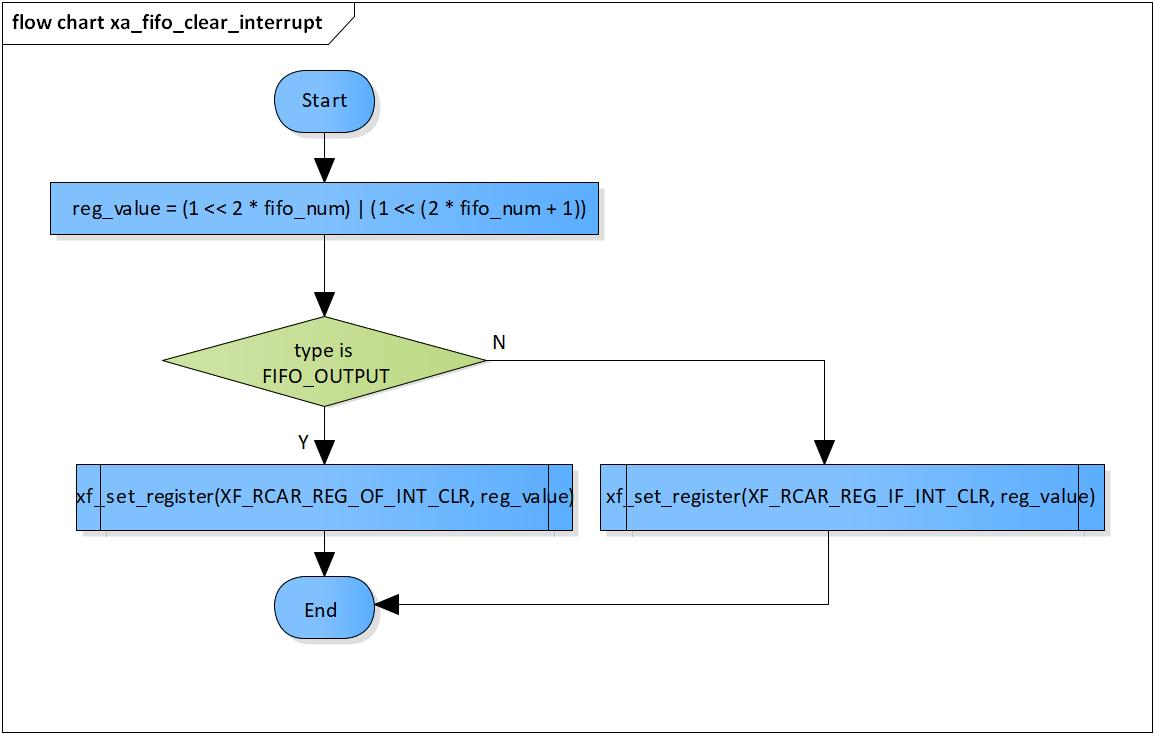 flow chart xa_fifo_clear_interrupt
Start
reg_value = (1 << 2 * fifo_num) | (1 << (2 * fifo_num + 1))
type is
FIFO_OUTPUT
N
Y
xf_set_register(XF_RCAR_REG_OF_INT_CLR, reg_value)
xf_set_register(XF_RCAR_REG_IF_INT_CLR, reg_value)
End